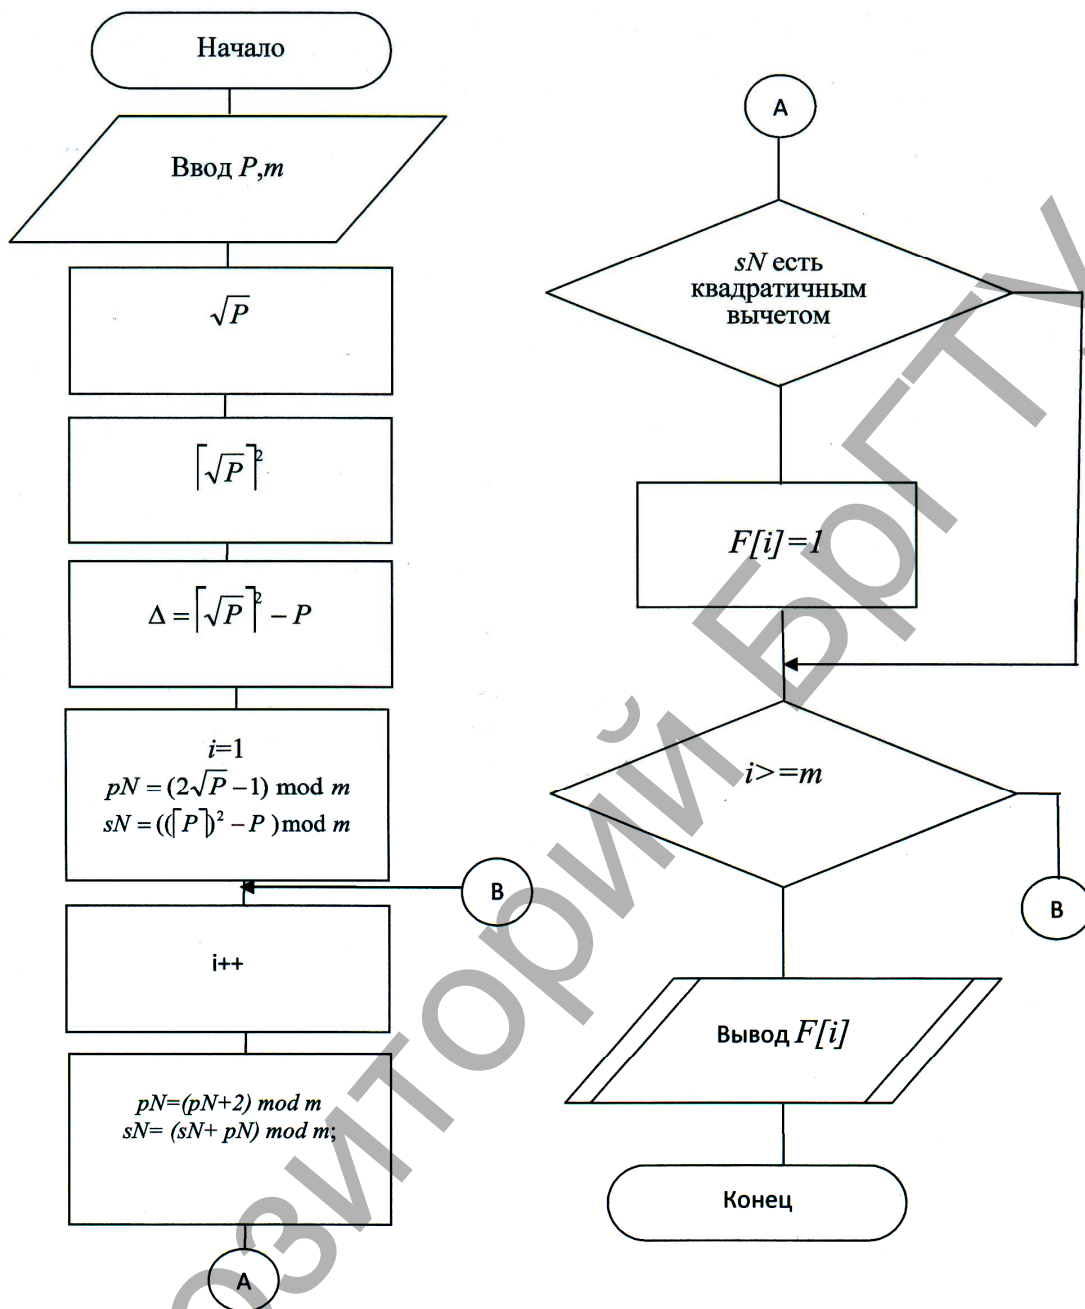 Начало
Ввод P,m
√P
⌈√P⌉²
Δ = ⌈√P⌉² − P
i=1
pN = (2√P − 1) mod m
sN = ((⌈P⌉)² − P) mod m
B
i++
pN=(pN+2) mod m
sN= (sN+ pN) mod m;
A
A
sN есть
квадратичным
вычетом
F[i]=1
i>=m
B
Вывод F[i]
Конец
озиторий БрГТУ